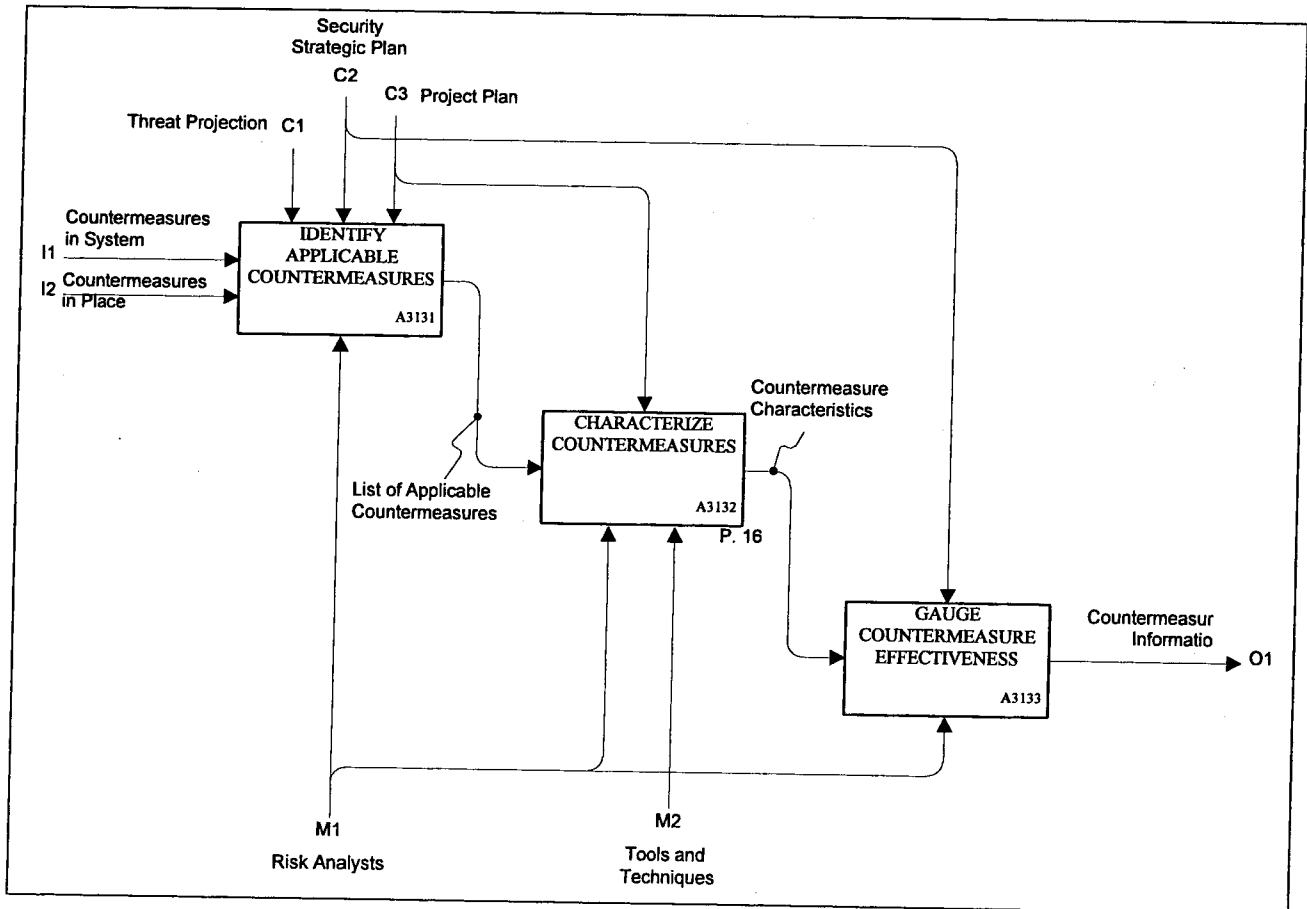 Security
Strategic Plan
C2
C3 Project Plan
Threat Projection C1
Countermeasures
in System
I1
I2 Countermeasures
in Place
IDENTIFY
APPLICABLE
COUNTERMEASURES
A3131
Countermeasure
Characteristics
CHARACTERIZE
COUNTERMEASURES
A3132
P. 16
List of Applicable
Countermeasures
GAUGE
COUNTERMEASURE
EFFECTIVENESS
A3133
Countermeasur
Informatio
O1
M1
Risk Analysts
M2
Tools and
Techniques